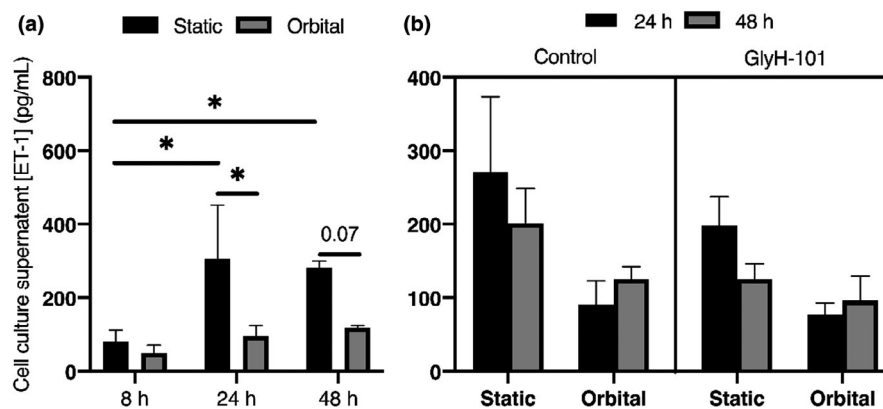 (a)
Static Orbital
Cell culture supernatent [ET-1] (pg/mL)
800
600
400
200
0
*
*
*
0.07
8 h 24 h 48 h
(b)
24 h 48 h
Control GlyH-101
400
300
200
100
0
Static Orbital Static Orbital